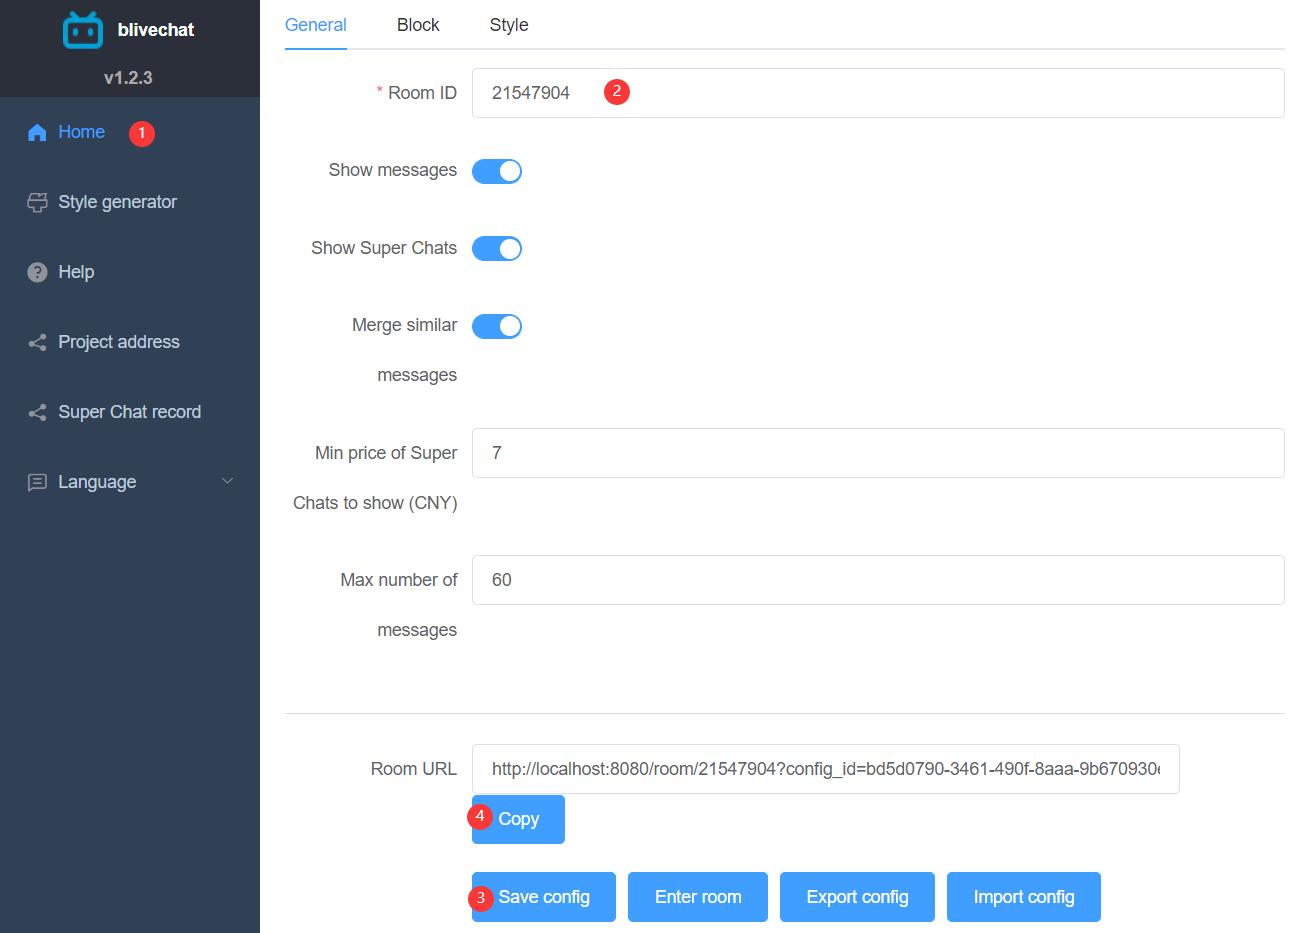 blivechat
v1.2.3
Home
1
Style generator
Help
Project address
Super Chat record
Language
General Block Style
* Room ID
21547904
2
Show messages
Show Super Chats
Merge similar
messages
Min price of Super
Chats to show (CNY)
7
Max number of
messages
60
Room URL
http://localhost:8080/room/21547904?config_id=bd5d0790-3461-490f-8aaa-9b670930
4 Copy
3 Save config Enter room Export config Import config